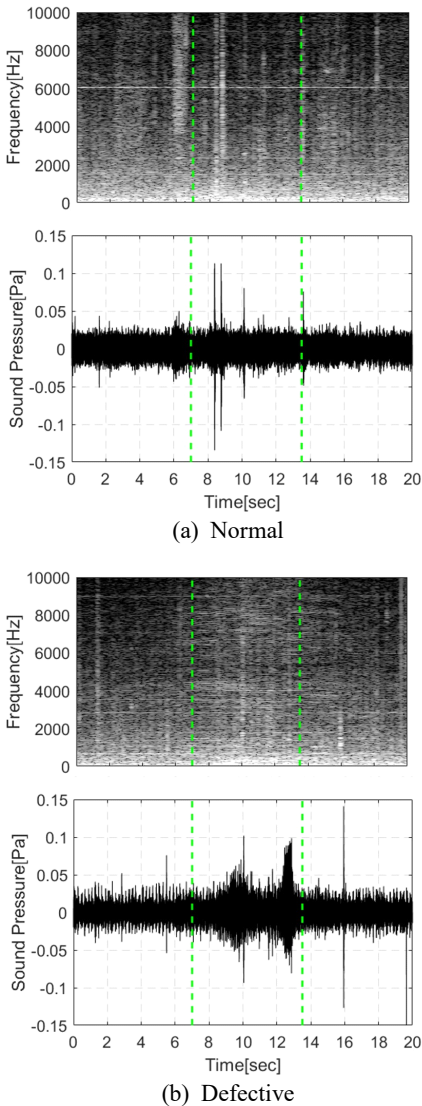 10000
8000
6000
4000
2000
0
Frequency[Hz]
0.15
0.1
0.05
0
-0.05
-0.1
-0.15
Sound Pressure[Pa]
0 2 4 6 8 10 12 14 16 18 20
Time[sec]
(a) Normal
10000
8000
6000
4000
2000
0
Frequency[Hz]
0.15
0.1
0.05
0
-0.05
-0.1
-0.15
Sound Pressure[Pa]
0 2 4 6 8 10 12 14 16 18 20
Time[sec]
(b) Defective